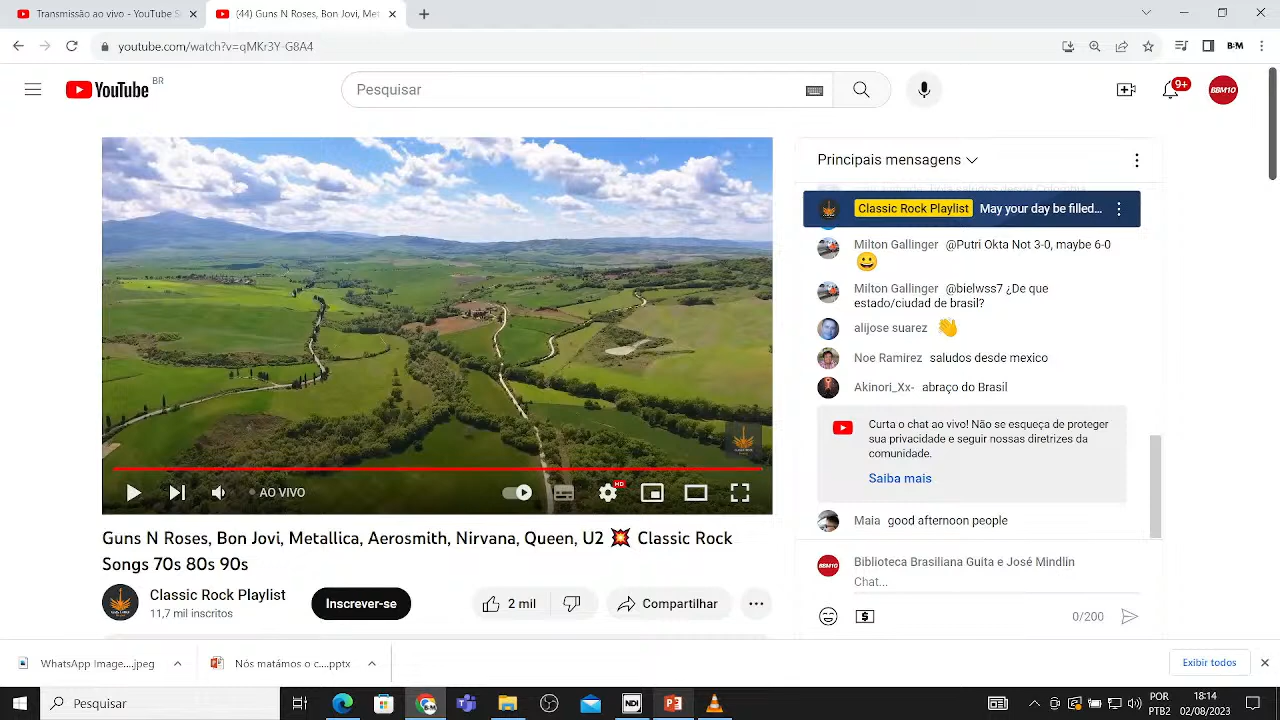 Transmissão ao vivo - YouTube S
(44) Guns N Roses, Bon Jovi, Met
youtube.com/watch?v=qMKr3Y-G8A4
B:M
YouTube BR
Pesquisar
9+
BBM10
Principais mensagens
Classic Rock Playlist May your day be filled...
Milton Gallinger @Putri Okta Not 3-0, maybe 6-0
😀
Milton Gallinger @bielwss7 ¿De que
estado/ciudad de brasil?
alijose suarez 👋
Noe Ramirez saludos desde mexico
Akinori_Xx- abraço do Brasil
Curta o chat ao vivo! Não se esqueça de proteger
sua privacidade e seguir nossas diretrizes da
comunidade.
Saiba mais
Maia good afternoon people
BBM10
Biblioteca Brasiliana Guita e José Mindlin
Chat...
0/200
AO VIVO
HD
Guns N Roses, Bon Jovi, Metallica, Aerosmith, Nirvana, Queen, U2 💥 Classic Rock
Songs 70s 80s 90s
Classic Rock Playlist
11,7 mil inscritos
Inscrever-se
2 mil
Compartilhar
WhatsApp Image....jpeg
Nós matámos o c....pptx
Exibir todos
Pesquisar
NDI
POR
PTB2
18:14
02/08/2023